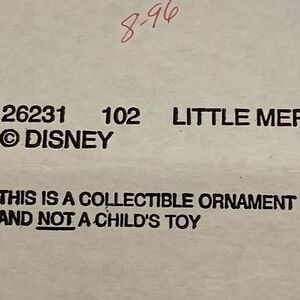 8-96
26231 102 LITTLE MER
© DISNEY
THIS IS A COLLECTIBLE ORNAMENT
AND NOT A CHILD'S TOY